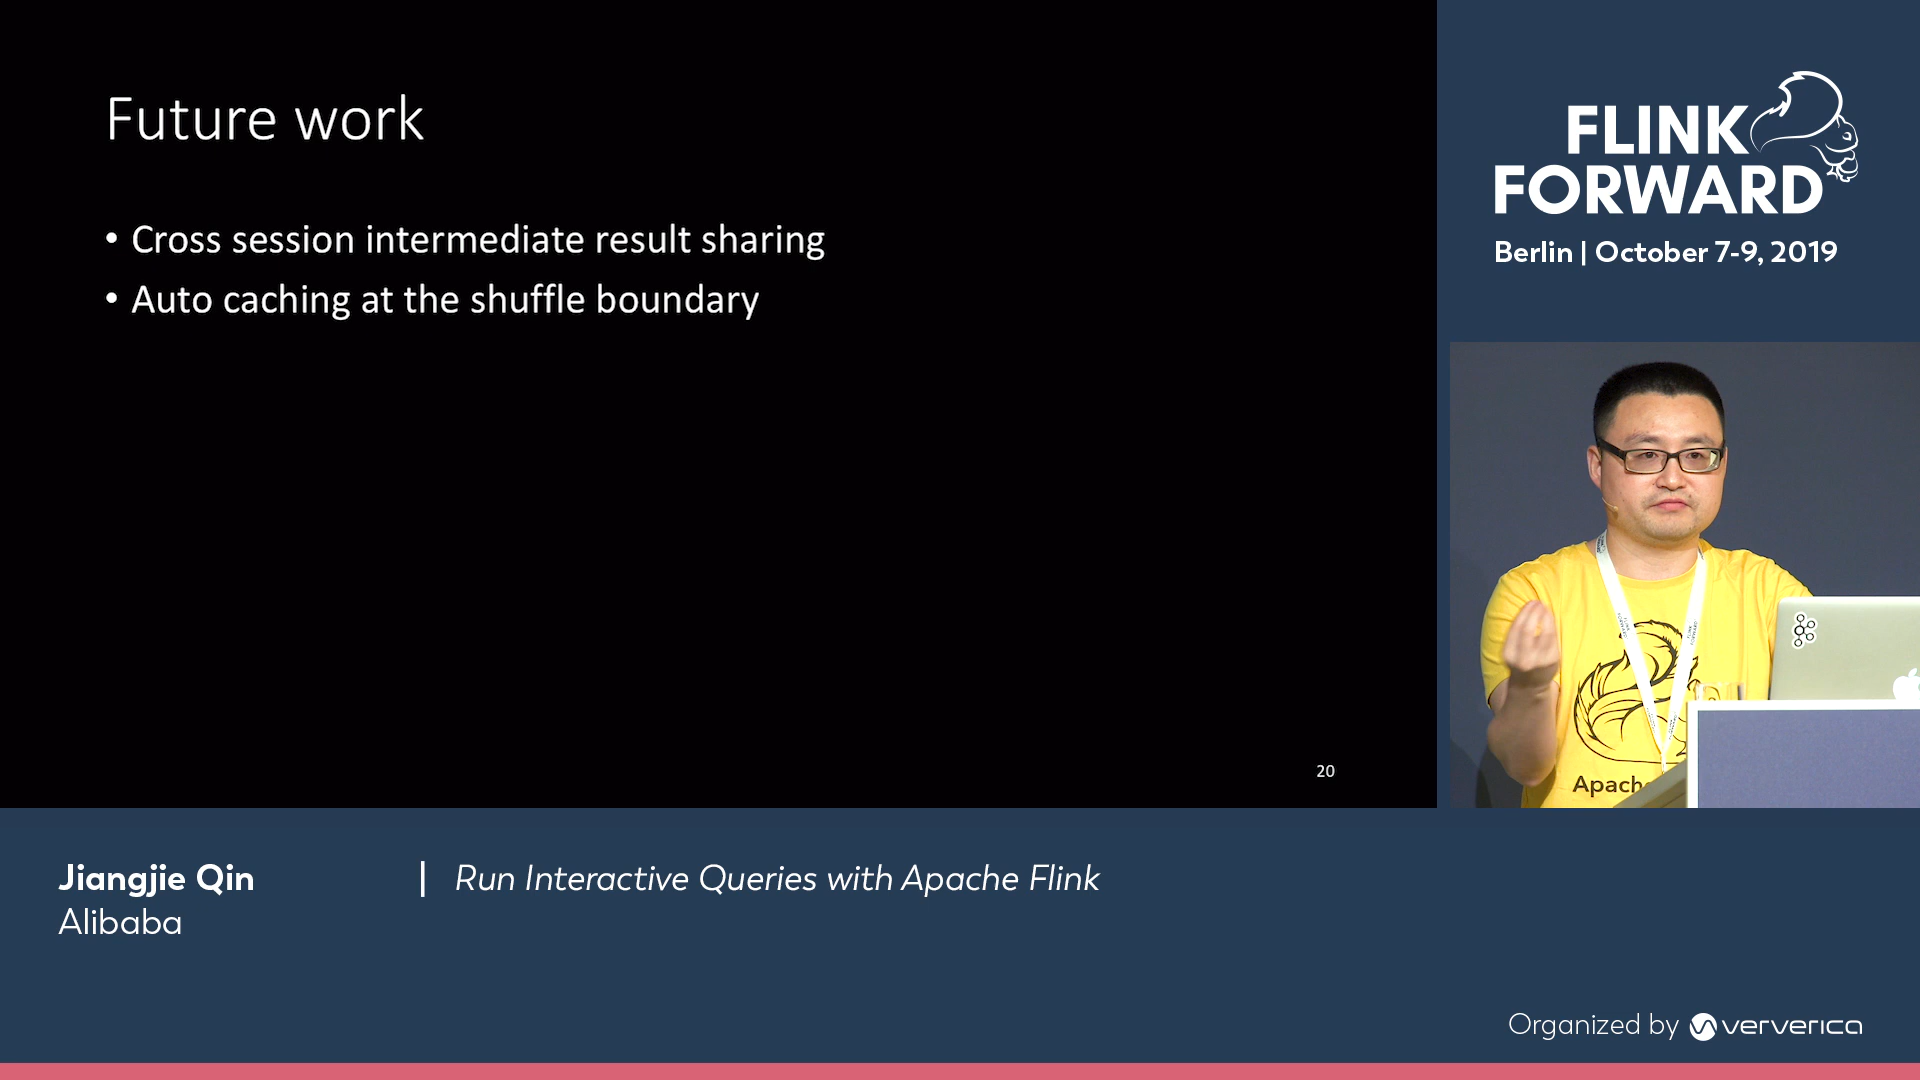 Future work
• Cross session intermediate result sharing
• Auto caching at the shuffle boundary
20
FLINK
FORWARD
Berlin | October 7-9, 2019
Apache
Jiangjie Qin | Run Interactive Queries with Apache Flink
Alibaba
Organized by ververica